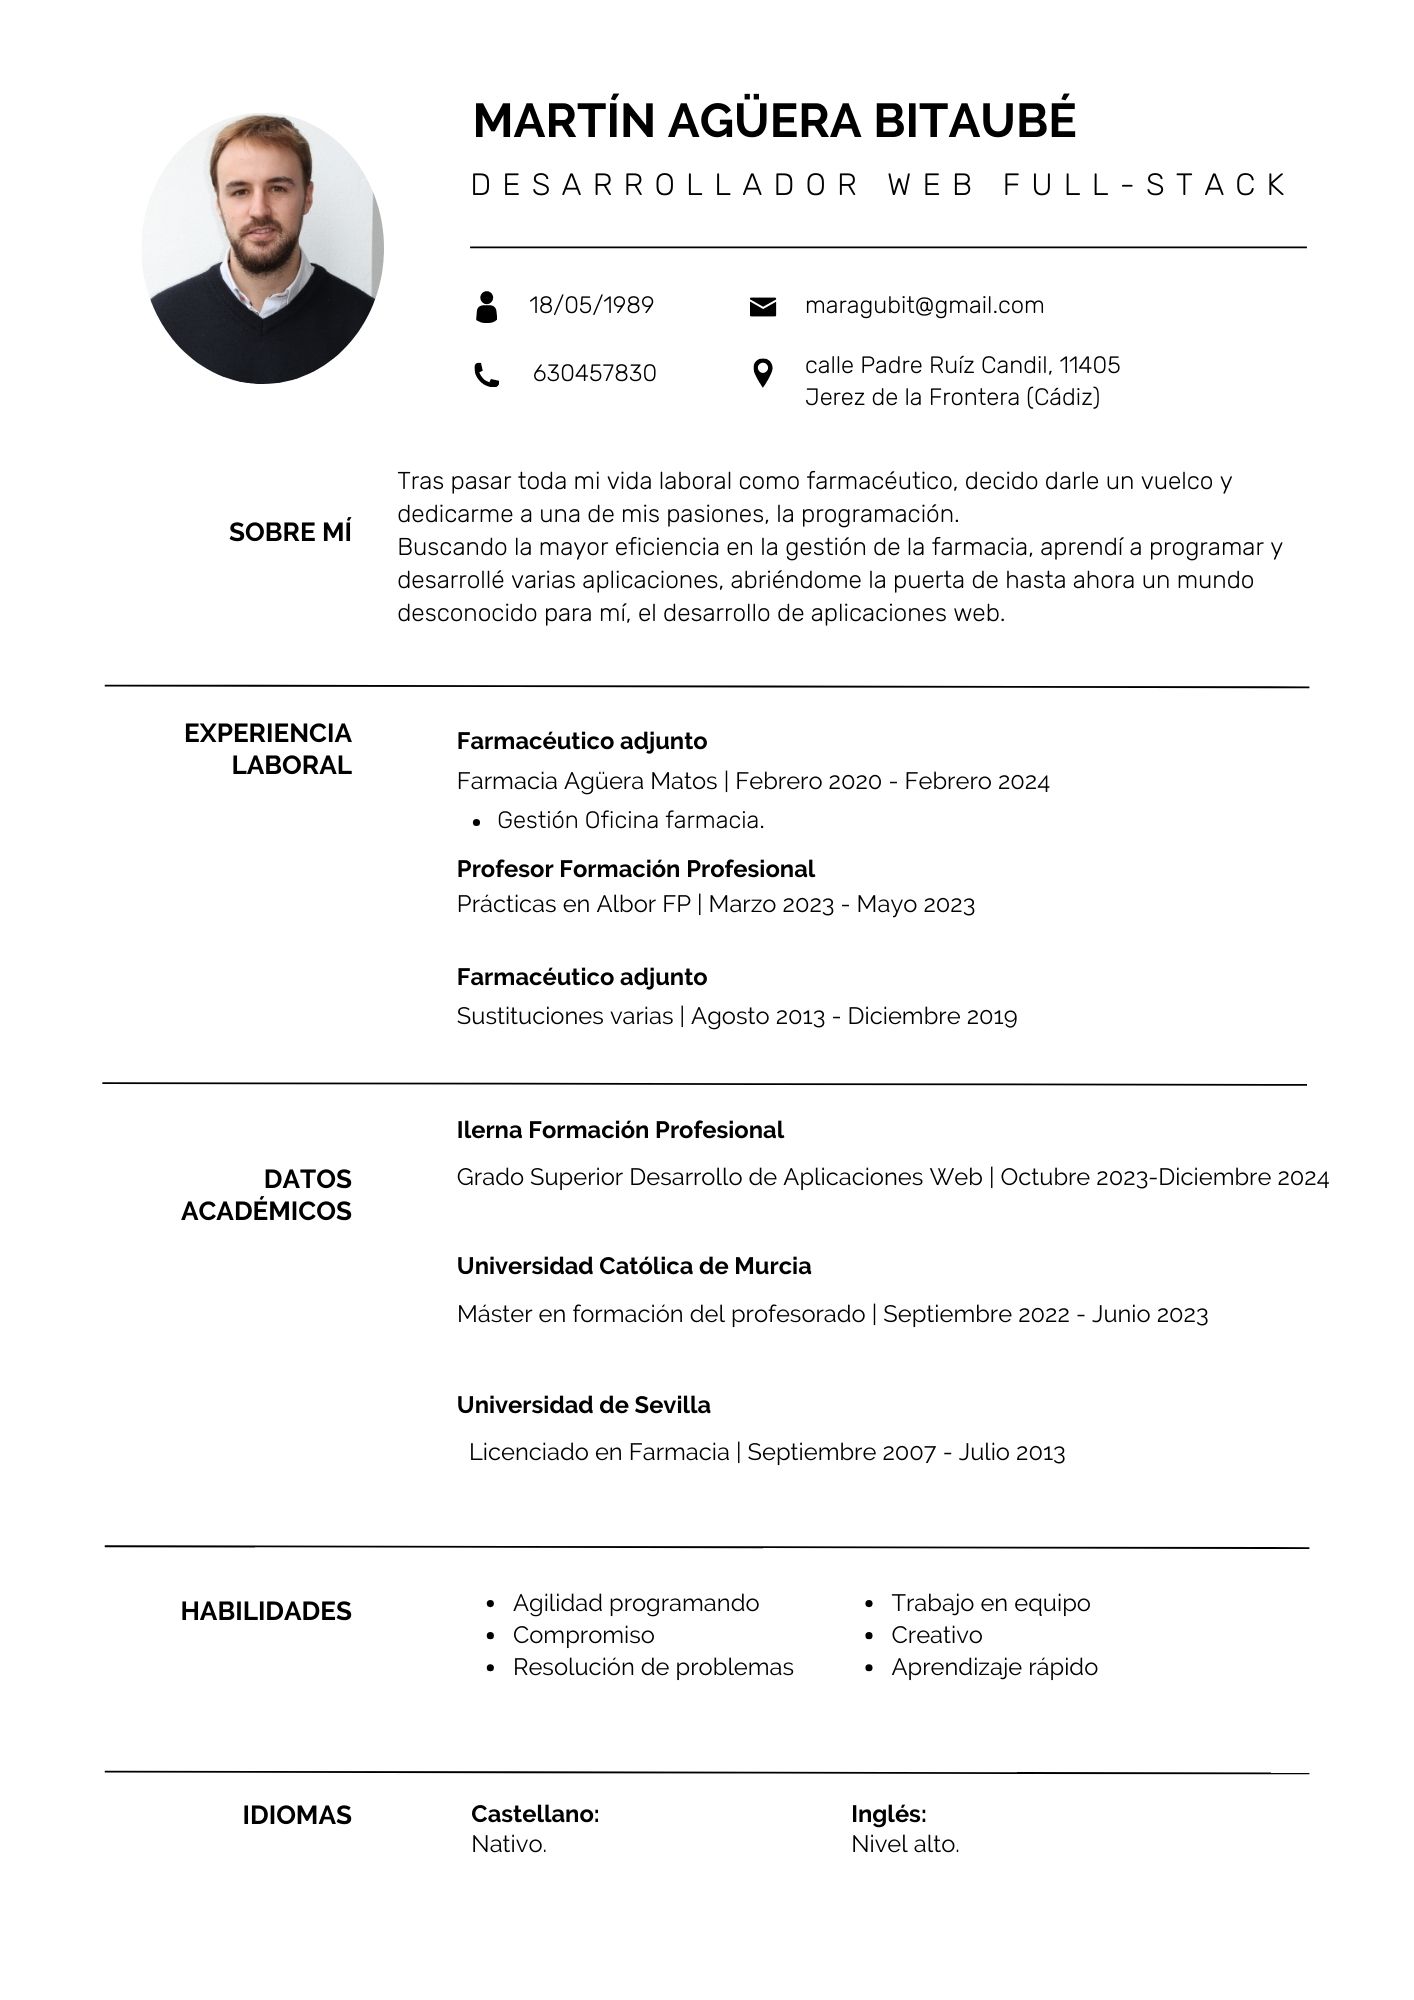 MARTÍN AGÜERA BITAUBÉ
DESARROLLADOR WEB FULL-STACK
18/05/1989
maragubit@gmail.com
630457830
calle Padre Ruíz Candil, 11405
Jerez de la Frontera (Cádiz)
SOBRE MÍ
Tras pasar toda mi vida laboral como farmacéutico, decido darle un vuelco y
dedicarme a una de mis pasiones, la programación.
Buscando la mayor eficiencia en la gestión de la farmacia, aprendí a programar y
desarrollé varias aplicaciones, abriéndome la puerta de hasta ahora un mundo
desconocido para mí, el desarrollo de aplicaciones web.
EXPERIENCIA
LABORAL
Farmacéutico adjunto
Farmacia Agüera Matos | Febrero 2020 - Febrero 2024
• Gestión Oficina farmacia.
Profesor Formación Profesional
Prácticas en Albor FP | Marzo 2023 - Mayo 2023
Farmacéutico adjunto
Sustituciones varias | Agosto 2013 - Diciembre 2019
DATOS
ACADÉMICOS
Ilerna Formación Profesional
Grado Superior Desarrollo de Aplicaciones Web | Octubre 2023-Diciembre 2024
Universidad Católica de Murcia
Máster en formación del profesorado | Septiembre 2022 - Junio 2023
Universidad de Sevilla
Licenciado en Farmacia | Septiembre 2007 - Julio 2013
HABILIDADES
• Agilidad programando
• Compromiso
• Resolución de problemas
• Trabajo en equipo
• Creativo
• Aprendizaje rápido
IDIOMAS
Castellano:
Nativo.
Inglés:
Nivel alto.